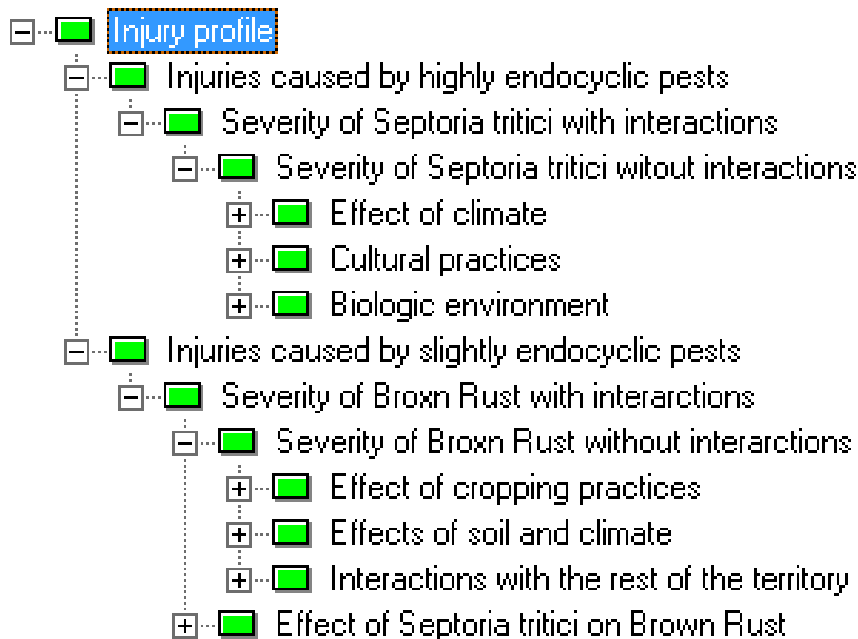 Injury profile
Injuries caused by highly endocyclic pests
Severity of Septoria tritici with interactions
Severity of Septoria tritici witout interactions
Effect of climate
Cultural practices
Biologic environment
Injuries caused by slightly endocyclic pests
Severity of Broxn Rust with interarctions
Severity of Broxn Rust without interarctions
Effect of cropping practices
Effects of soil and climate
Interactions with the rest of the territory
Effect of Septoria tritici on Brown Rust